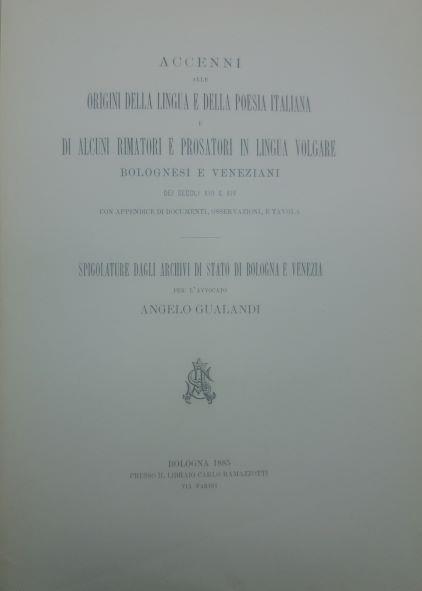 ACCENNI
ALLE
ORIGINI DELLA LINGUA E DELLA POESIA ITALIANA
E
DI ALCUNI RIMATORI E PROSATORI IN LINGUA VOLGARE
BOLOGNESI E VENEZIANI
DEI SECOLI XIII E XIV
CON APPENDICE DI DOCUMENTI, OSSERVAZIONI, E TAVOLA
SPIGOLATURE DAGLI ARCHIVI DI STATO DI BOLOGNA E VENEZIA
PER L'AVVOCATO
ANGELO GUALANDI
BOLOGNA 1885
PRESSO IL LIBRAIO CARLO RAMAZZOTTI
VIA FARINI